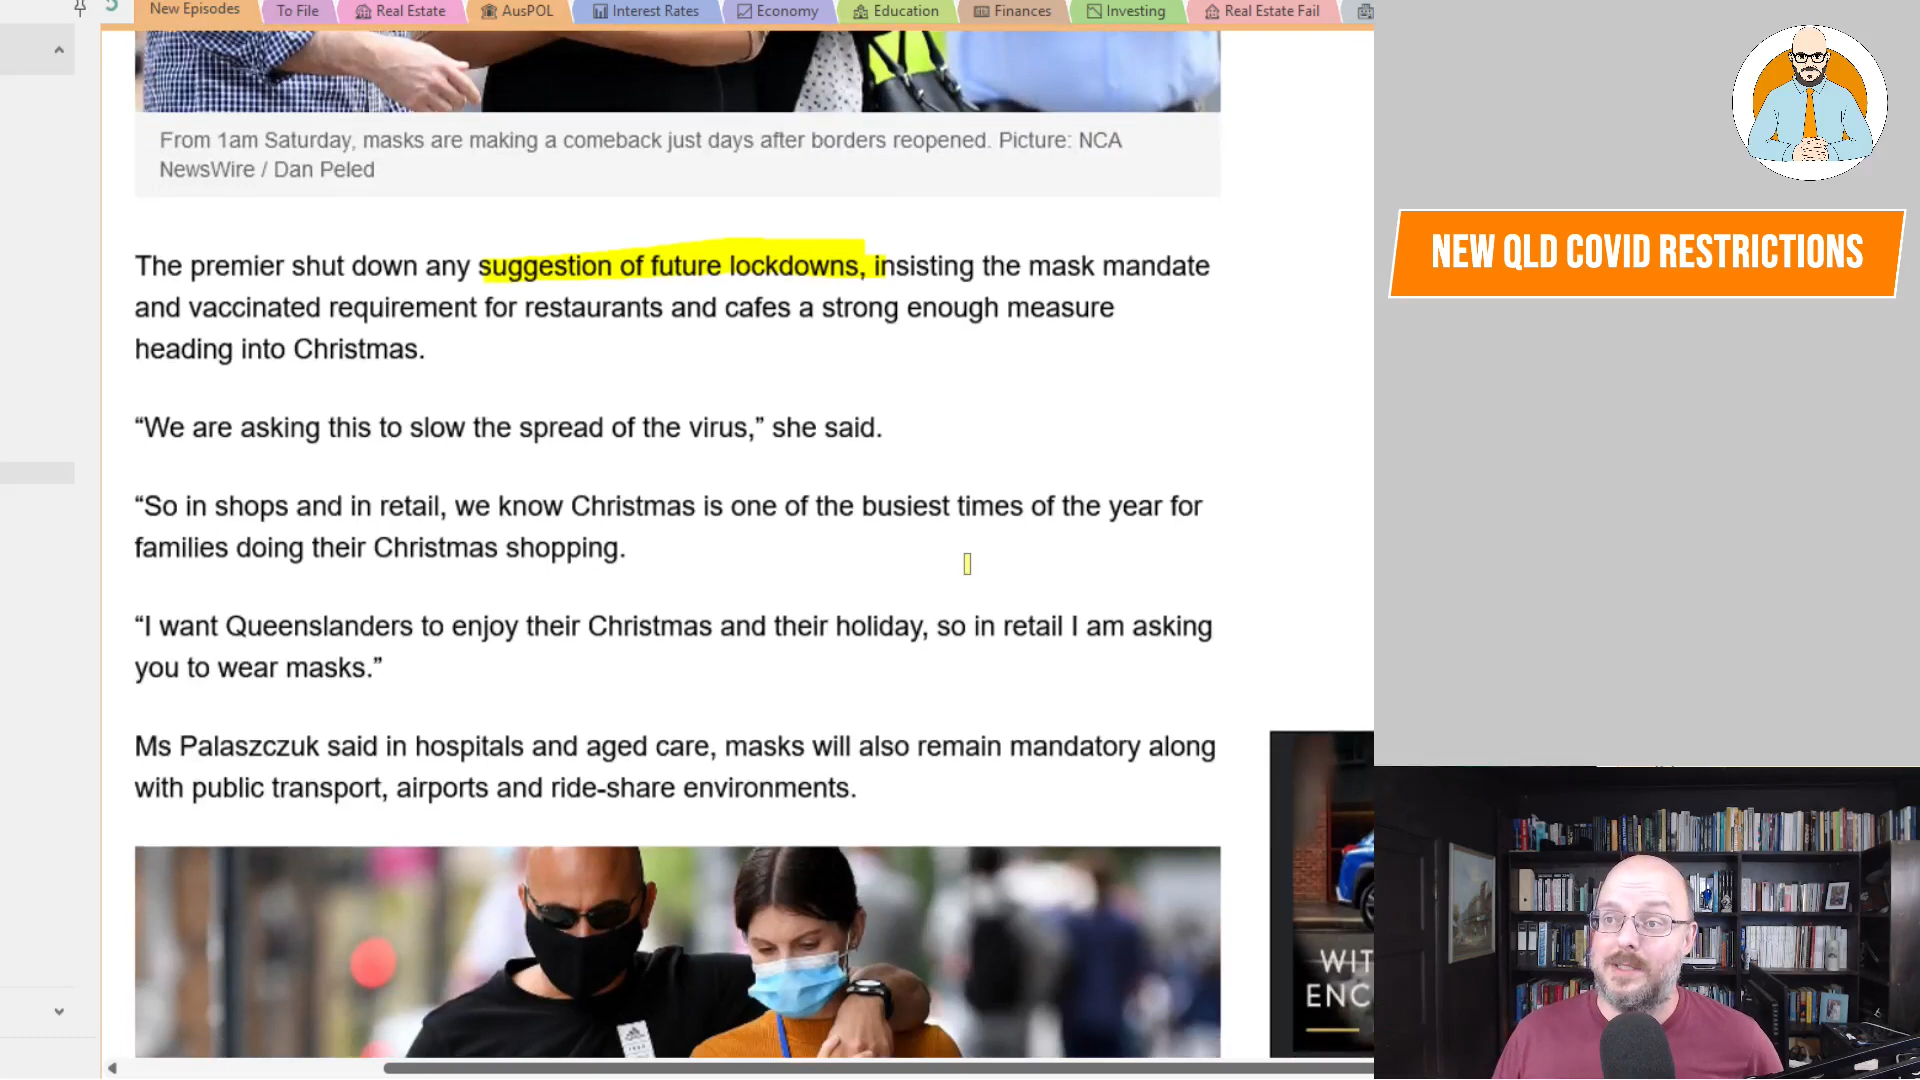 New Episodes
To File
Real Estate
AusPOL
Interest Rates
Economy
Education
Finances
Investing
Real Estate Fail
From 1am Saturday, masks are making a comeback just days after borders reopened. Picture: NCA
NewsWire / Dan Peled
NEW QLD COVID RESTRICTIONS
The premier shut down any suggestion of future lockdowns, insisting the mask mandate
and vaccinated requirement for restaurants and cafes a strong enough measure
heading into Christmas.
“We are asking this to slow the spread of the virus,” she said.
“So in shops and in retail, we know Christmas is one of the busiest times of the year for
families doing their Christmas shopping.
“I want Queenslanders to enjoy their Christmas and their holiday, so in retail I am asking
you to wear masks.”
Ms Palaszczuk said in hospitals and aged care, masks will also remain mandatory along
with public transport, airports and ride-share environments.
WIT
ENC